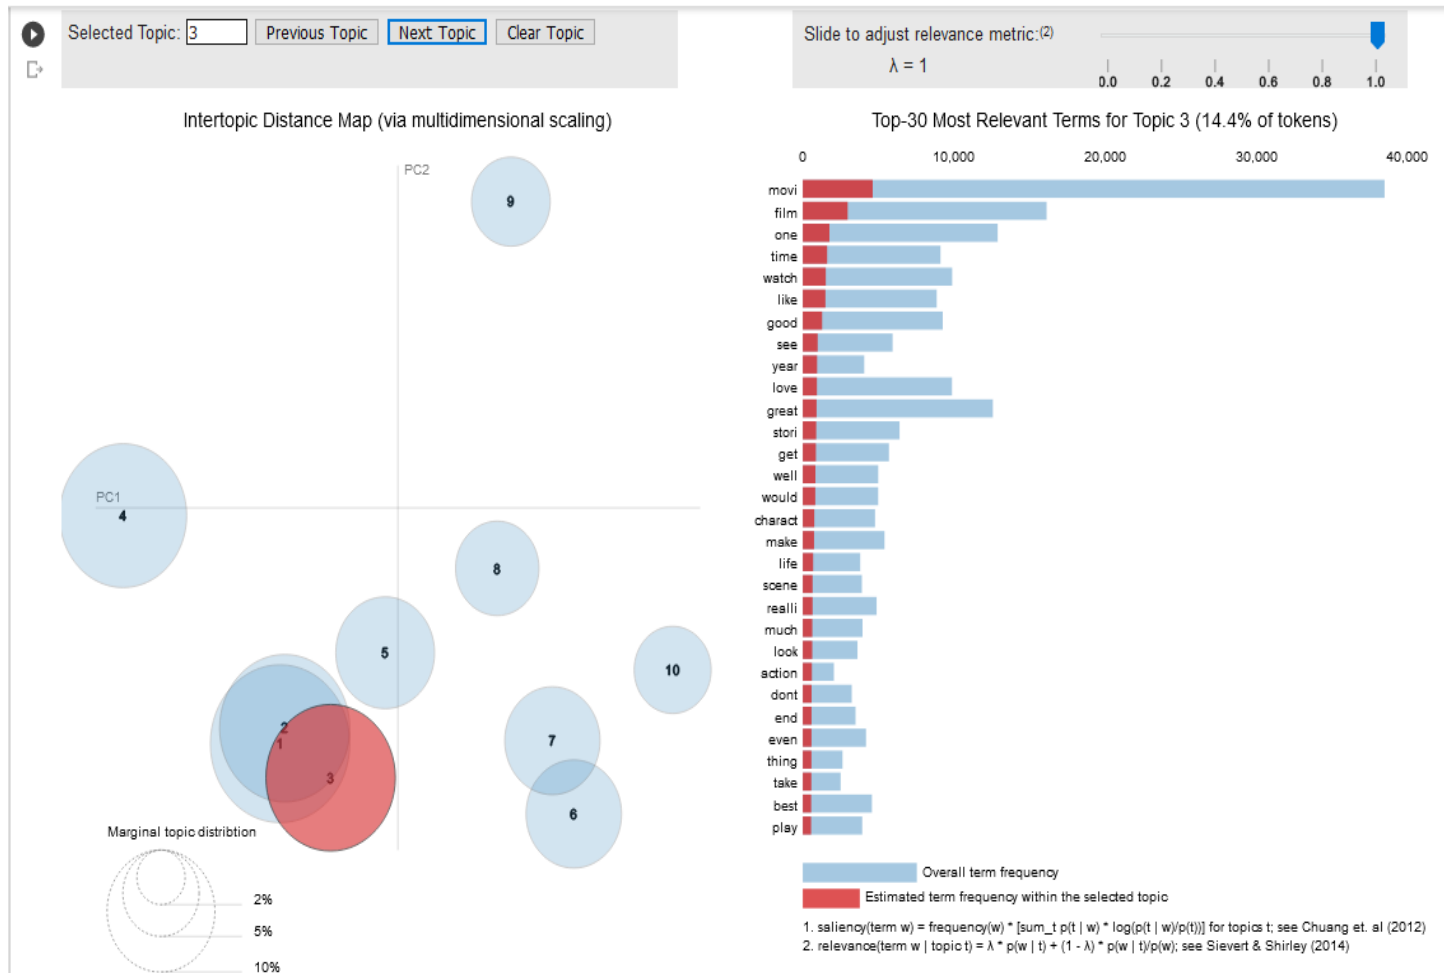 Selected Topic: 3 Previous Topic Next Topic Clear Topic
Slide to adjust relevance metric:(2)
λ = 1
0.0 0.2 0.4 0.6 0.8 1.0
Intertopic Distance Map (via multidimensional scaling)
PC2
PC1
9
4
8
5
10
2
1
7
3
6
Marginal topic distribtion
2%
5%
10%
Top-30 Most Relevant Terms for Topic 3 (14.4% of tokens)
0 10,000 20,000 30,000 40,000
movi
film
one
time
watch
like
good
see
year
love
great
stori
get
well
would
charact
make
life
scene
realli
much
look
action
dont
end
even
thing
take
best
play
Overall term frequency
Estimated term frequency within the selected topic
1. saliency(term w) = frequency(w) * [sum_t p(t | w) * log(p(t | w)/p(t))] for topics t; see Chuang et. al (2012)
2. relevance(term w | topic t) = λ * p(w | t) + (1 - λ) * p(w | t)/p(w); see Sievert & Shirley (2014)